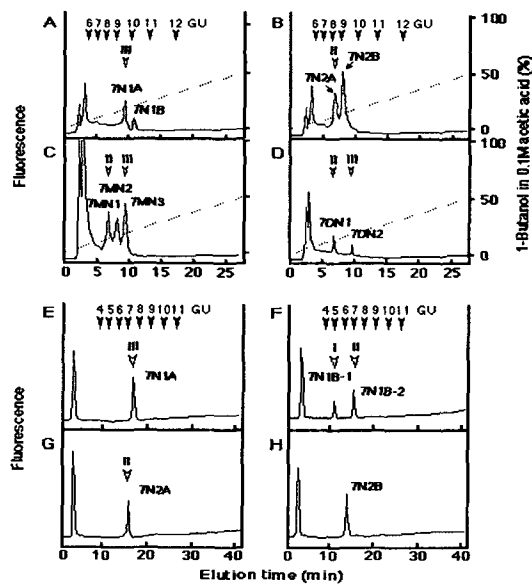 A
6 7 8 9 10 11 12 GU
III
7N1A
7N1B
B
6 7 8 9 10 11 12 GU
II
7N2A
7N2B
100
50
0
C
II III
7MN2
7MN1 7MN3
D
II III
7DN1 7DN2
100
50
0
0 5 10 15 20 25
0 5 10 15 20 25
Fluorescence
1-Butanol in 0.1M acetic acid (%)
E
4 5 6 7 8 9 10 11 GU
III
7N1A
F
4 5 6 7 8 9 10 11 GU
I II
7N1B-1
7N1B-2
G
II
7N2A
H
7N2B
Fluorescence
0 10 20 30 40
0 10 20 30 40
Elution time (min)